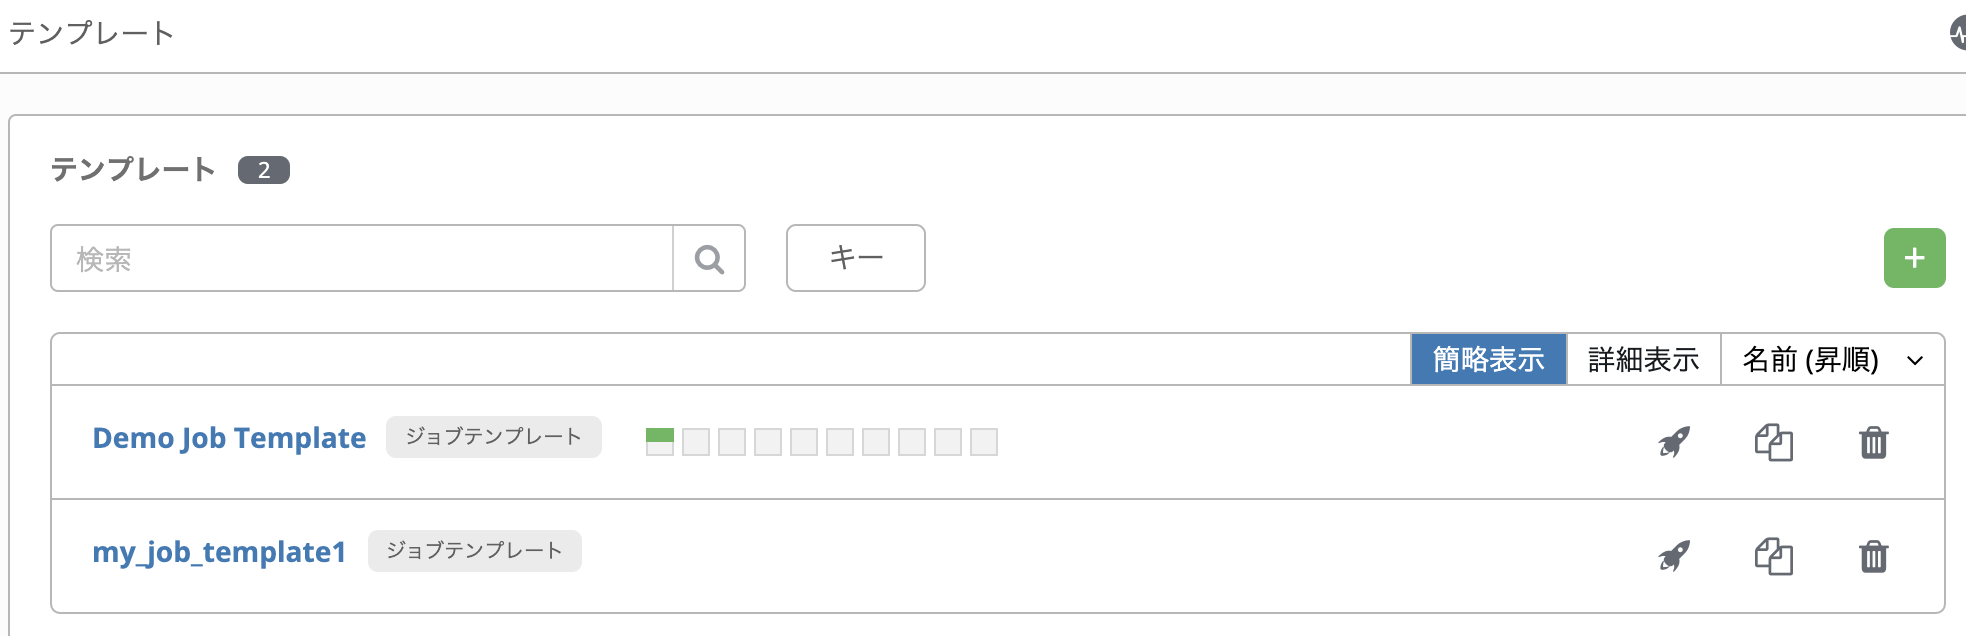 テンプレート
テンプレート 2
検索 キー +
簡略表示 詳細表示 名前 (昇順)
Demo Job Template ジョブテンプレート
my_job_template1 ジョブテンプレート